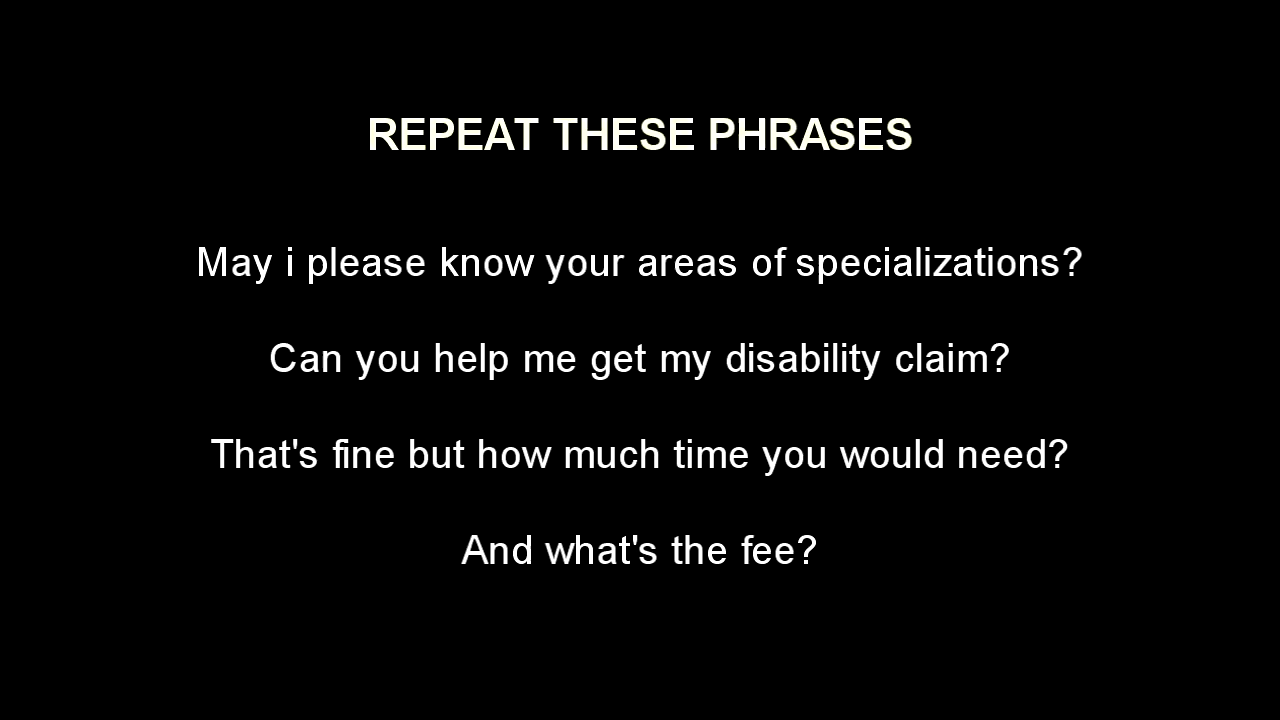 REPEAT THESE PHRASES
May i please know your areas of specializations?
Can you help me get my disability claim?
That's fine but how much time you would need?
And what's the fee?